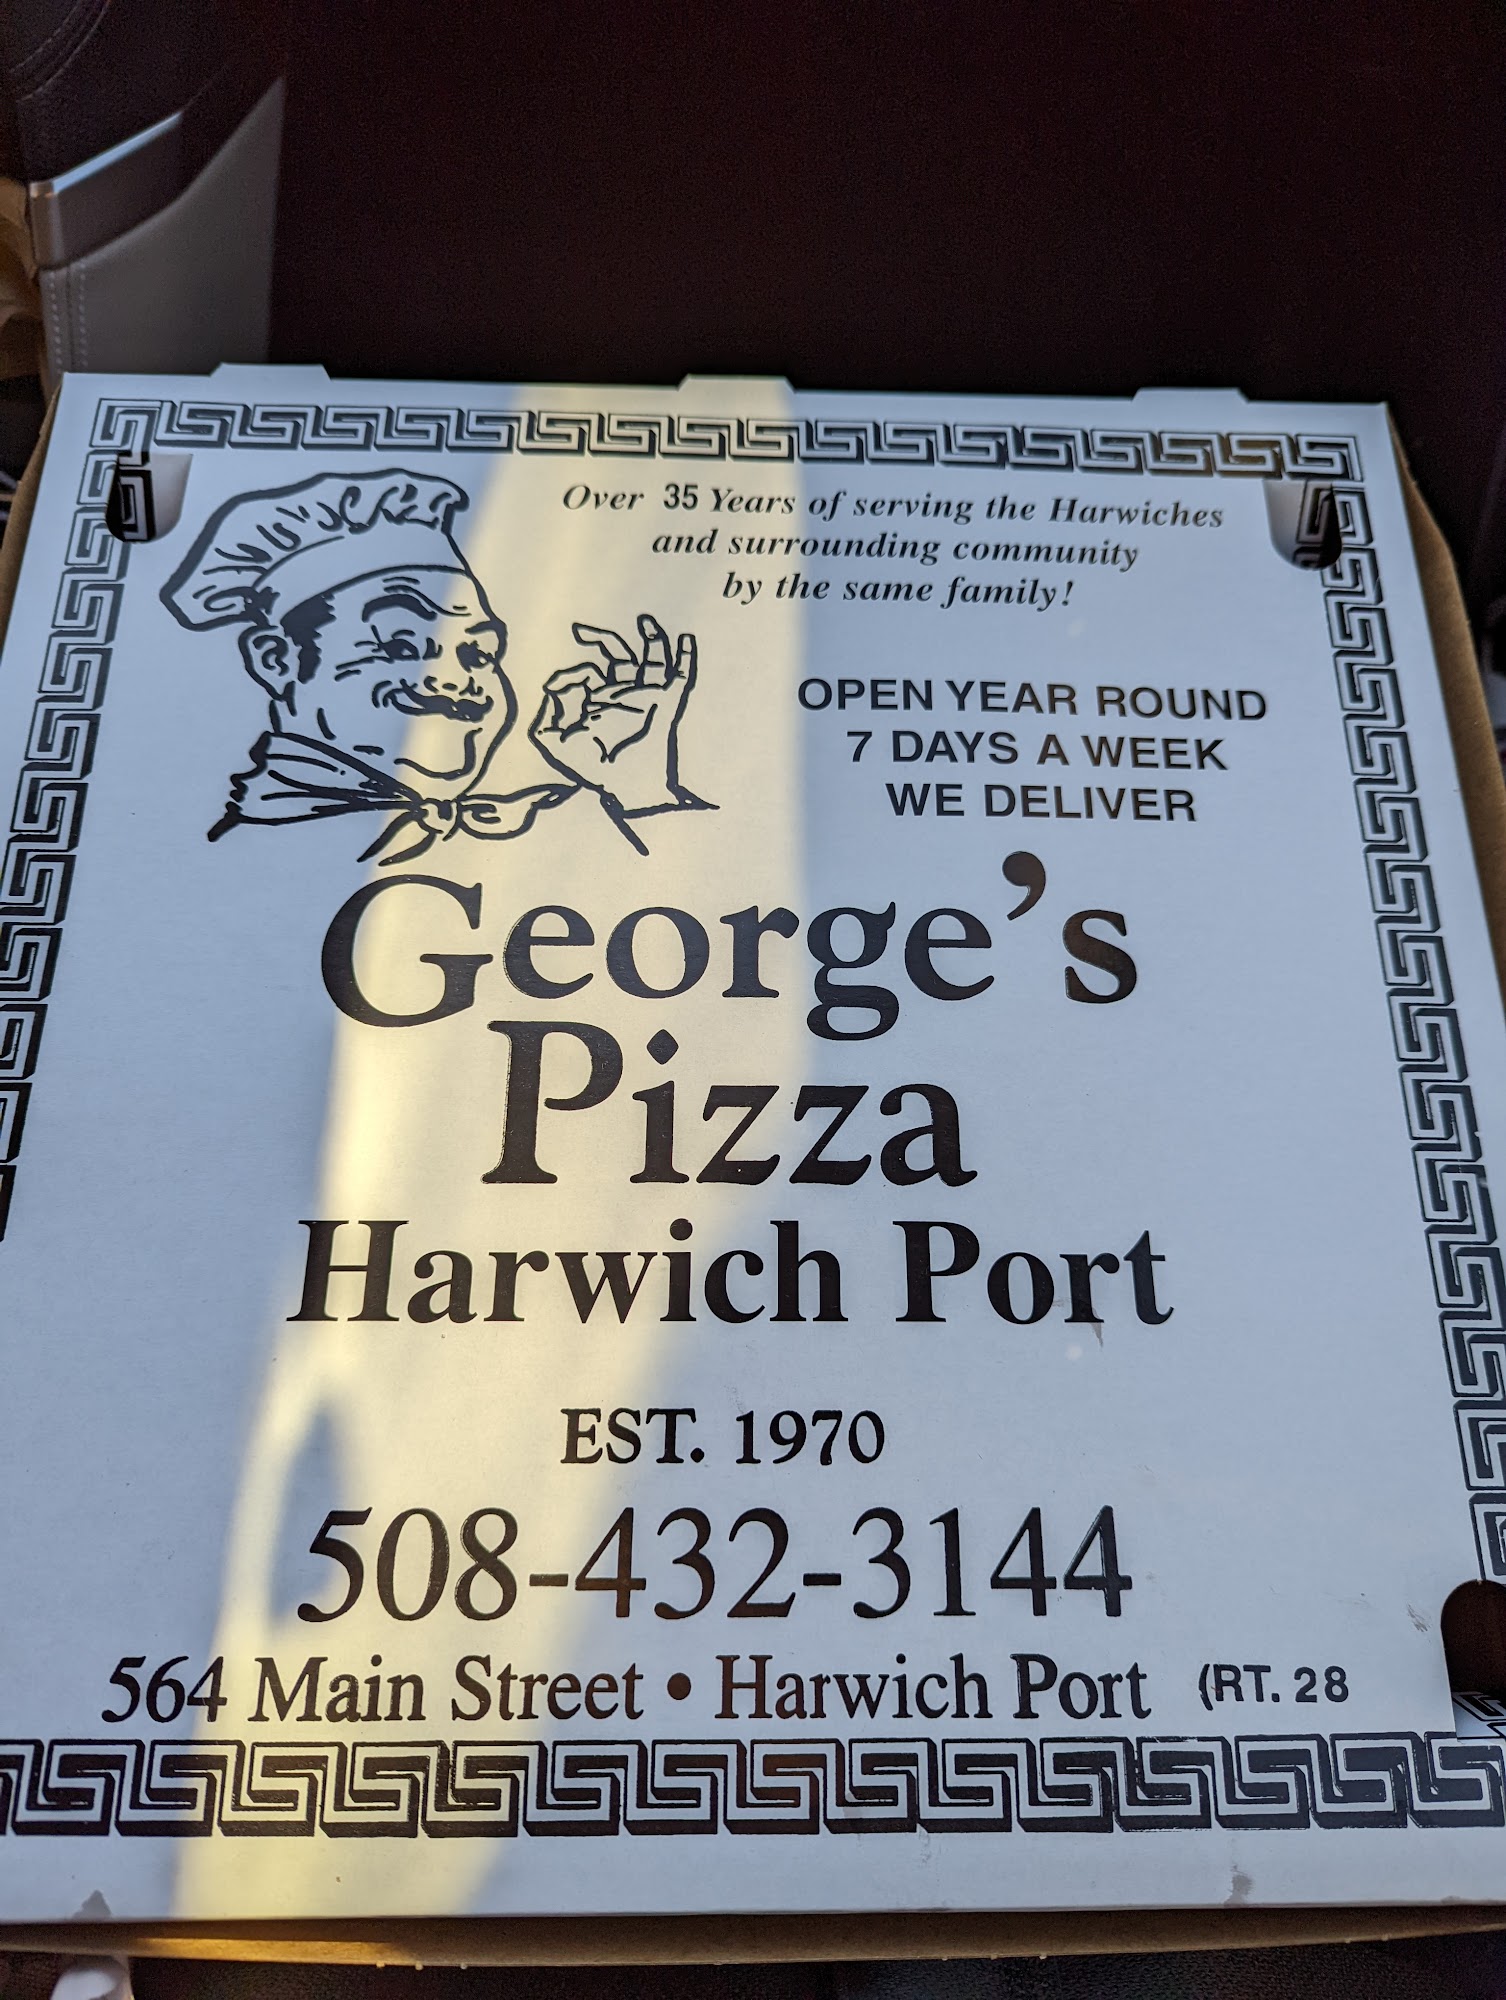 Over 35 Years of serving the Harwiches
and surrounding community
by the same family!
OPEN YEAR ROUND
7 DAYS A WEEK
WE DELIVER
George's
Pizza
Harwich Port
EST. 1970
508-432-3144
564 Main Street • Harwich Port (RT. 28